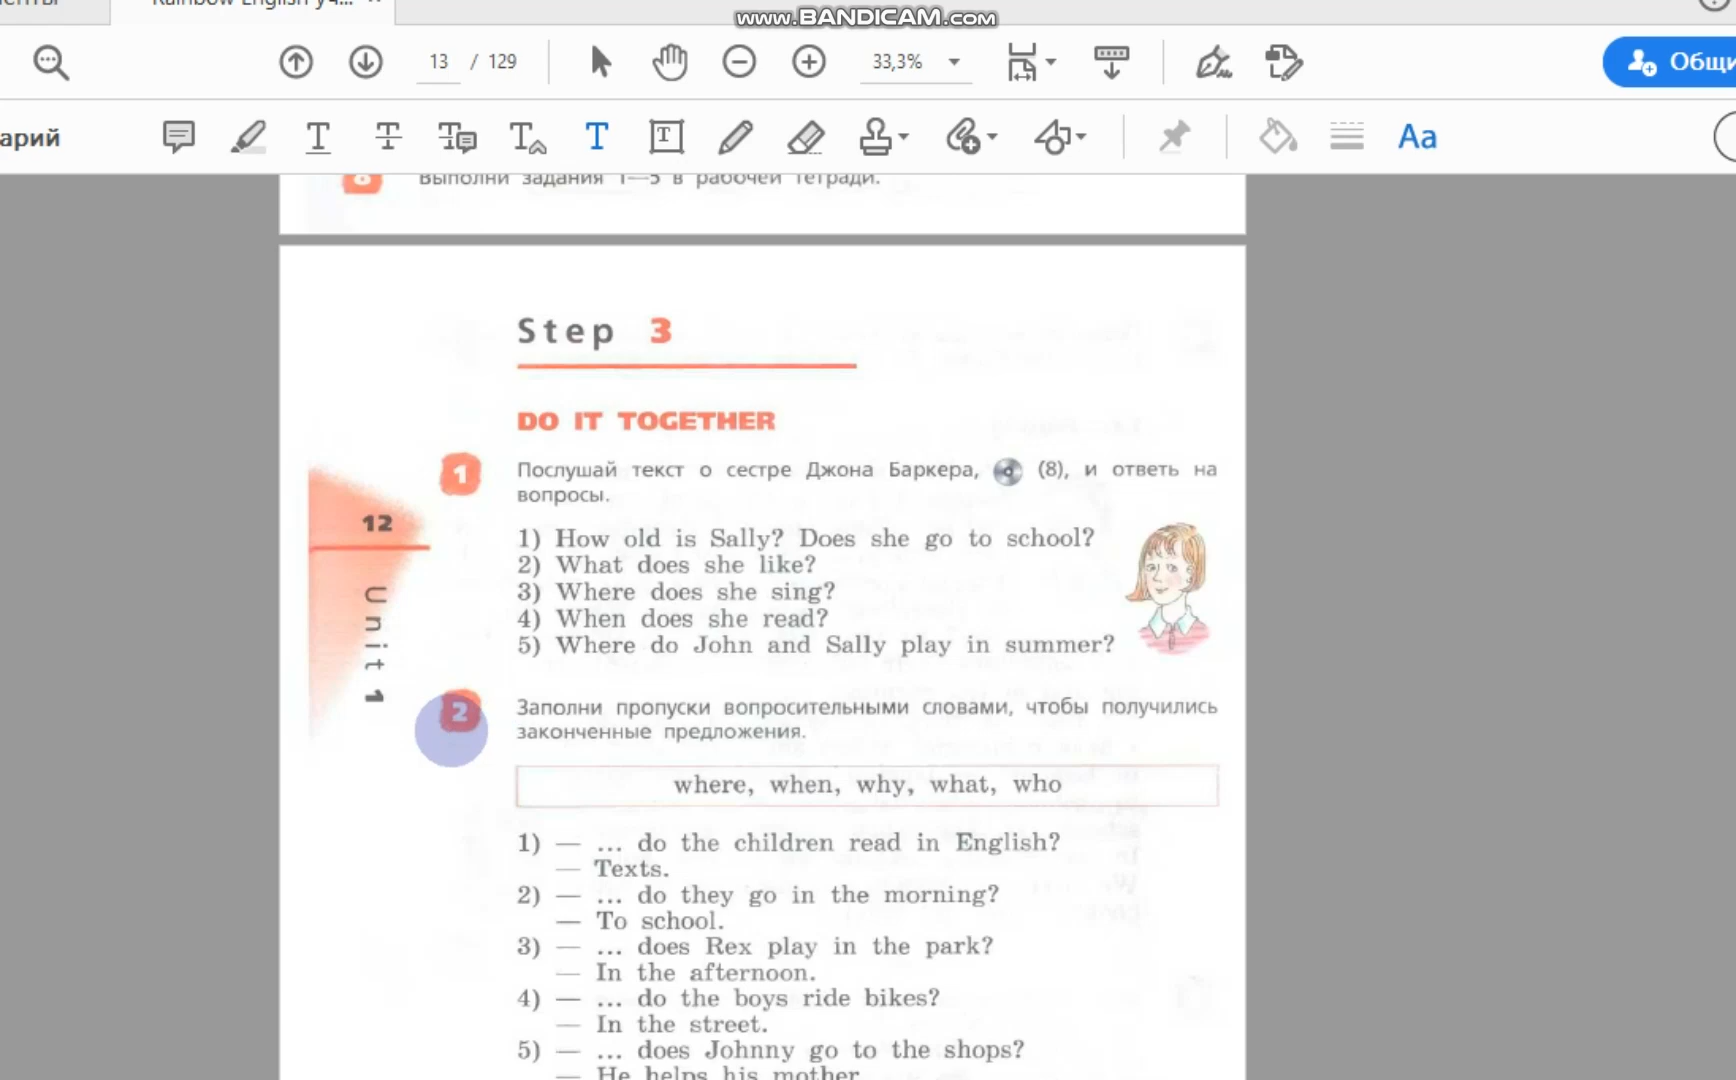 Rainbow English уч...
www.BANDICAM.com
13 / 129
33,3%
Общи
арий
Aa
8 Выполни задания 1—5 в рабочей тетради.
Step 3
DO IT TOGETHER
1 Послушай текст о сестре Джона Баркера, (8), и ответь на
вопросы.
12
Unit 1
1) How old is Sally? Does she go to school?
2) What does she like?
3) Where does she sing?
4) When does she read?
5) Where do John and Sally play in summer?
2 Заполни пропуски вопросительными словами, чтобы получились
законченные предложения.
where, when, why, what, who
1) — ... do the children read in English?
— Texts.
2) — ... do they go in the morning?
— To school.
3) — ... does Rex play in the park?
— In the afternoon.
4) — ... do the boys ride bikes?
— In the street.
5) — ... does Johnny go to the shops?
— He helps his mother